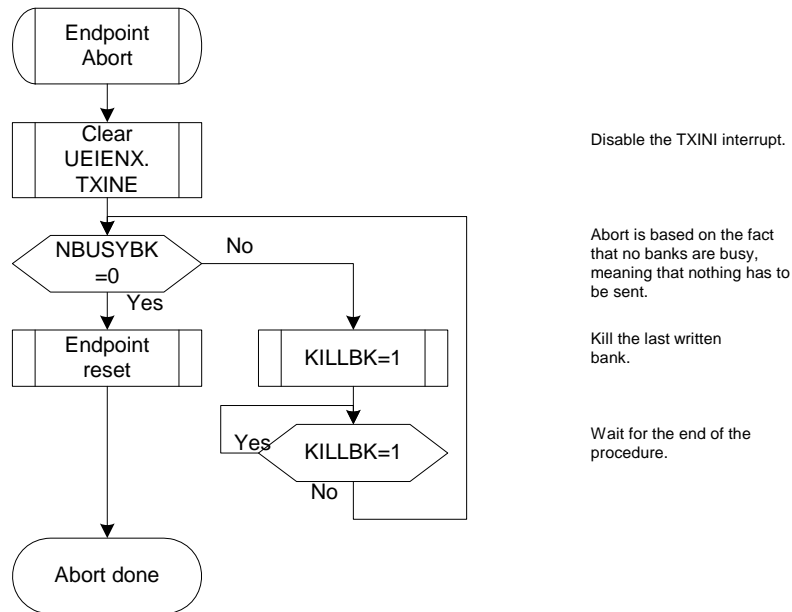 Endpoint
Abort
Clear
UEIENX.
TXINE
Disable the TXINI interrupt.
NBUSYBK
=0
No
Yes
Abort is based on the fact
that no banks are busy,
meaning that nothing has to
be sent.
Endpoint
reset
KILLBK=1
Kill the last written
bank.
Yes
KILLBK=1
No
Wait for the end of the
procedure.
Abort done